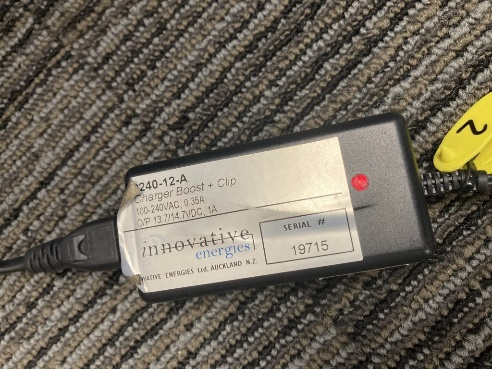 240-12-A
Charger Boost + Clip
100-240VAC, 0.35A
O/P 13.7/14.7VDC, 1A
innovative
energies
SERIAL #
19715
VATIVE ENERGIES Ltd, AUCKLAND N.Z.
2